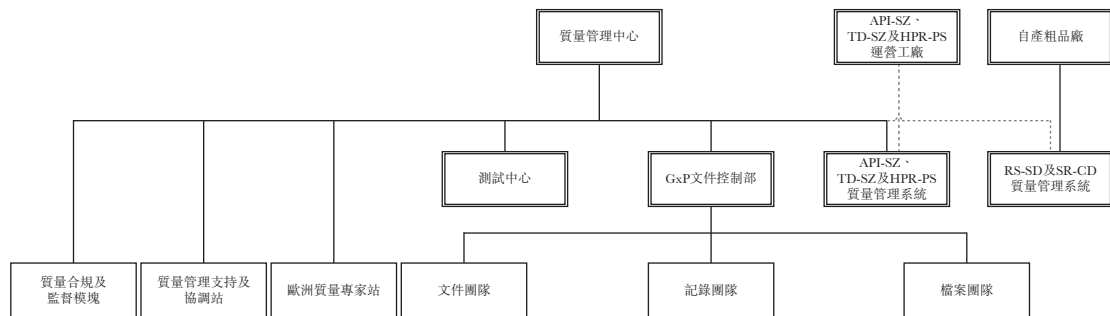 質量管理中心
API-SZ、
TD-SZ及HPR-PS
運營工廠
自產粗品廠
測試中心
GxP文件控制部
API-SZ、
TD-SZ及HPR-PS
質量管理系統
RS-SD及SR-CD
質量管理系統
質量合規及
監督模塊
質量管理支持及
協調站
歐洲質量專家站
文件團隊
記錄團隊
檔案團隊